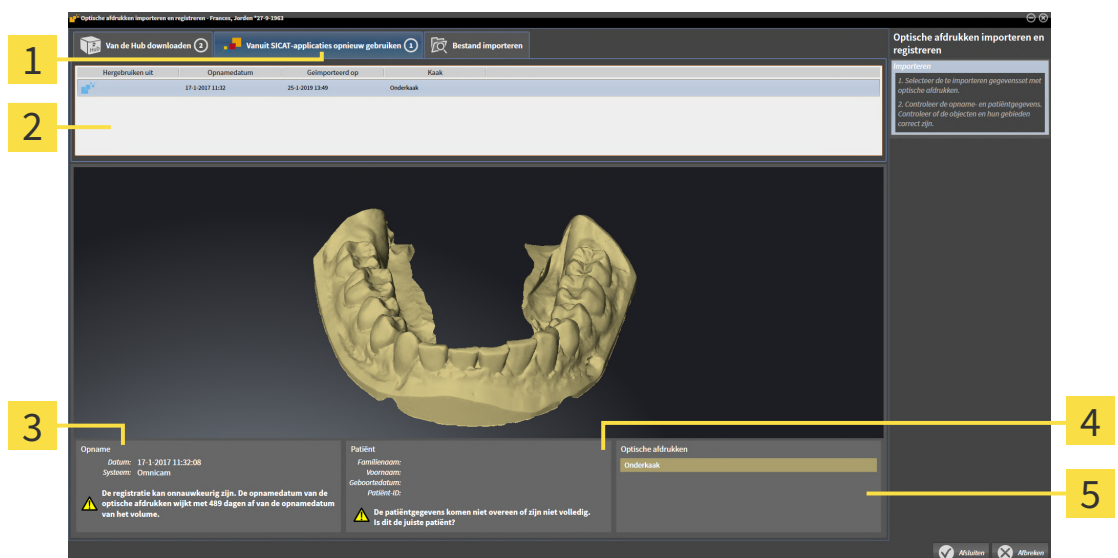 Optische afdrukken importeren en registreren - Frances, Jorden *27-9-1963
Van de Hub downloaden 2
Vanuit SICAT-applicaties opnieuw gebruiken 1
Bestand importeren
Hergebruiken uit Opnamedatum Geïmporteerd op Kaak
17-1-2017 11:32 25-1-2019 13:49 Onderkaak
Optische afdrukken importeren en
registreren
Importeren
1. Selecteer de te importeren gegevensset met
optische afdrukken.
2. Controleer de opname- en patiëntgegevens.
Controleer of de objecten en hun gebieden
correct zijn.
1
2
3
4
5
Opname
Datum: 17-1-2017 11:32:08
Systeem: Omnicam
De registratie kan onnauwkeurig zijn. De opnamedatum van de
optische afdrukken wijkt met 489 dagen af van de opnamedatum
van het volume.
Patiënt
Familienaam:
Voornaam:
Geboortedatum:
Patiënt-ID:
De patiëntgegevens komen niet overeen of zijn niet volledig.
Is dit de juiste patiënt?
Optische afdrukken
Onderkaak
Afsluiten
Afbreken